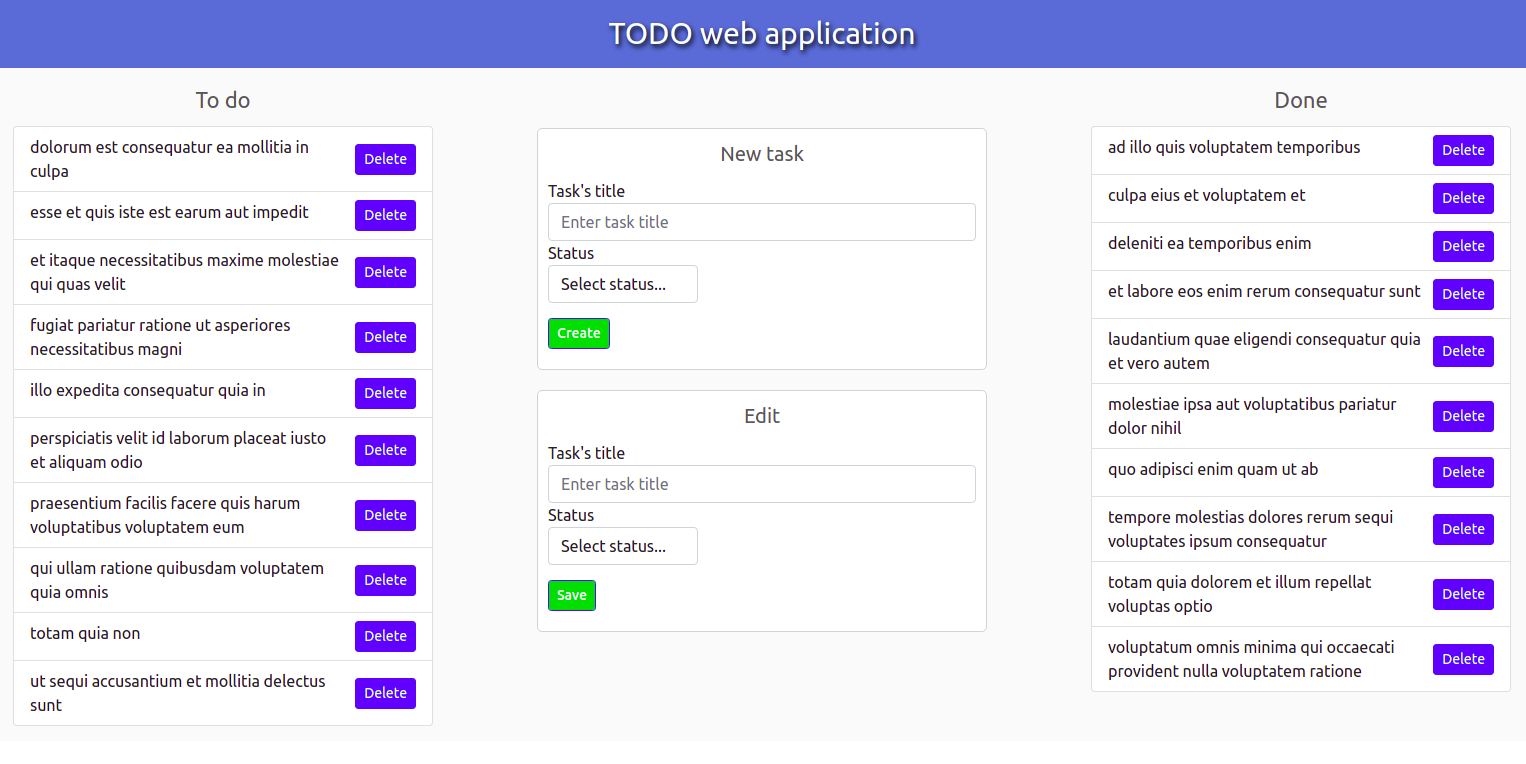 TODO web application
To do
dolorum est consequatur ea mollitia in
culpa
Delete
esse et quis iste est earum aut impedit
Delete
et itaque necessitatibus maxime molestiae
qui quas velit
Delete
fugiat pariatur ratione ut asperiores
necessitatibus magni
Delete
illo expedita consequatur quia in
Delete
perspiciatis velit id laborum placeat iusto
et aliquam odio
Delete
praesentium facilis facere quis harum
voluptatibus voluptatem eum
Delete
qui ullam ratione quibusdam voluptatem
quia omnis
Delete
totam quia non
Delete
ut sequi accusantium et mollitia delectus
sunt
Delete
New task
Task's title
Enter task title
Status
Select status...
Create
Edit
Task's title
Enter task title
Status
Select status...
Save
Done
ad illo quis voluptatem temporibus
Delete
culpa eius et voluptatem et
Delete
deleniti ea temporibus enim
Delete
et labore eos enim rerum consequatur sunt
Delete
laudantium quae eligendi consequatur quia
et vero autem
Delete
molestiae ipsa aut voluptatibus pariatur
dolor nihil
Delete
quo adipisci enim quam ut ab
Delete
tempore molestias dolores rerum sequi
voluptates ipsum consequatur
Delete
totam quia dolorem et illum repellat
voluptas optio
Delete
voluptatum omnis minima qui occaecati
provident nulla voluptatem ratione
Delete